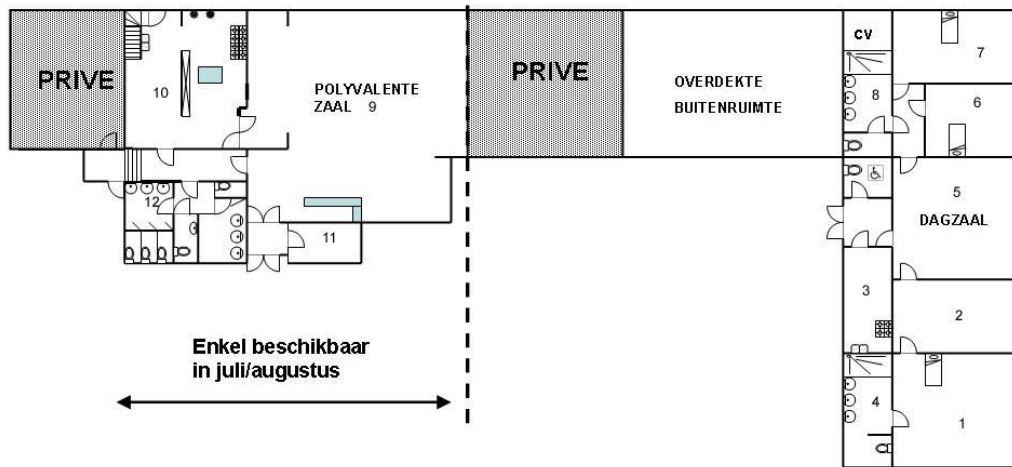 CV
7
PRIVE
10
POLYVALENTE
ZAAL 9
PRIVE
OVERDEKTE
BUITENRUIMTE
8
6
12
5
DAGZAAL
11
3
2
Enkel beschikbaar
in juli/augustus
4
1